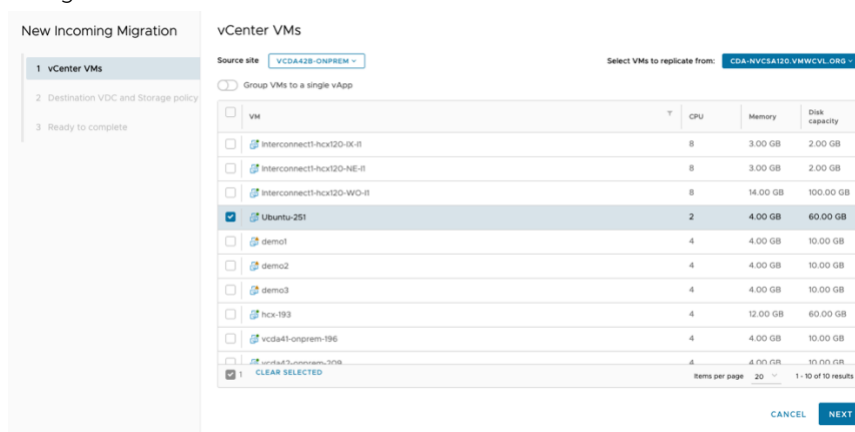 New Incoming Migration
1 vCenter VMs
2 Destination VDC and Storage policy
3 Ready to complete
vCenter VMs
Source site VCDA42B-ONPREM Select VMs to replicate from: CDA-NVCSA120.VMWCVL.ORG
Group VMs to a single vApp
VM CPU Memory Disk capacity
Interconnect1-hcx120-IX-I1 8 3.00 GB 2.00 GB
Interconnect1-hcx120-NE-I1 8 3.00 GB 2.00 GB
Interconnect1-hcx120-WO-I1 8 14.00 GB 100.00 GB
Ubuntu-251 2 4.00 GB 60.00 GB
demo1 4 4.00 GB 10.00 GB
demo2 4 4.00 GB 10.00 GB
demo3 4 4.00 GB 10.00 GB
hcx-193 4 12.00 GB 60.00 GB
vcda41-onprem-196 4 4.00 GB 10.00 GB
vcda42-onprem-209 4 4.00 GB 10.00 GB
1 CLEAR SELECTED Items per page 20 1 - 10 of 10 results
CANCEL NEXT